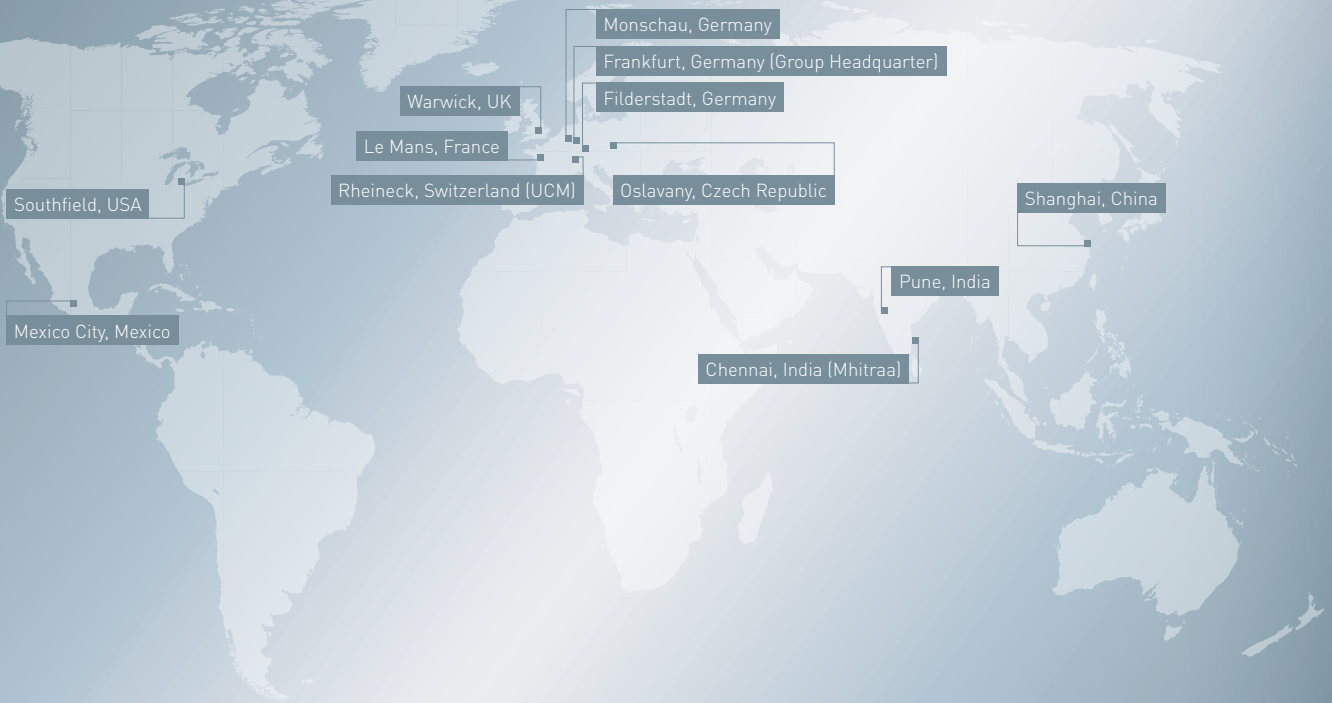 Monschau, Germany
Frankfurt, Germany (Group Headquarter)
Filderstadt, Germany
Warwick, UK
Le Mans, France
Rheineck, Switzerland (UCM)
Oslavany, Czech Republic
Southfield, USA
Shanghai, China
Pune, India
Mexico City, Mexico
Chennai, India (Mhitraa)